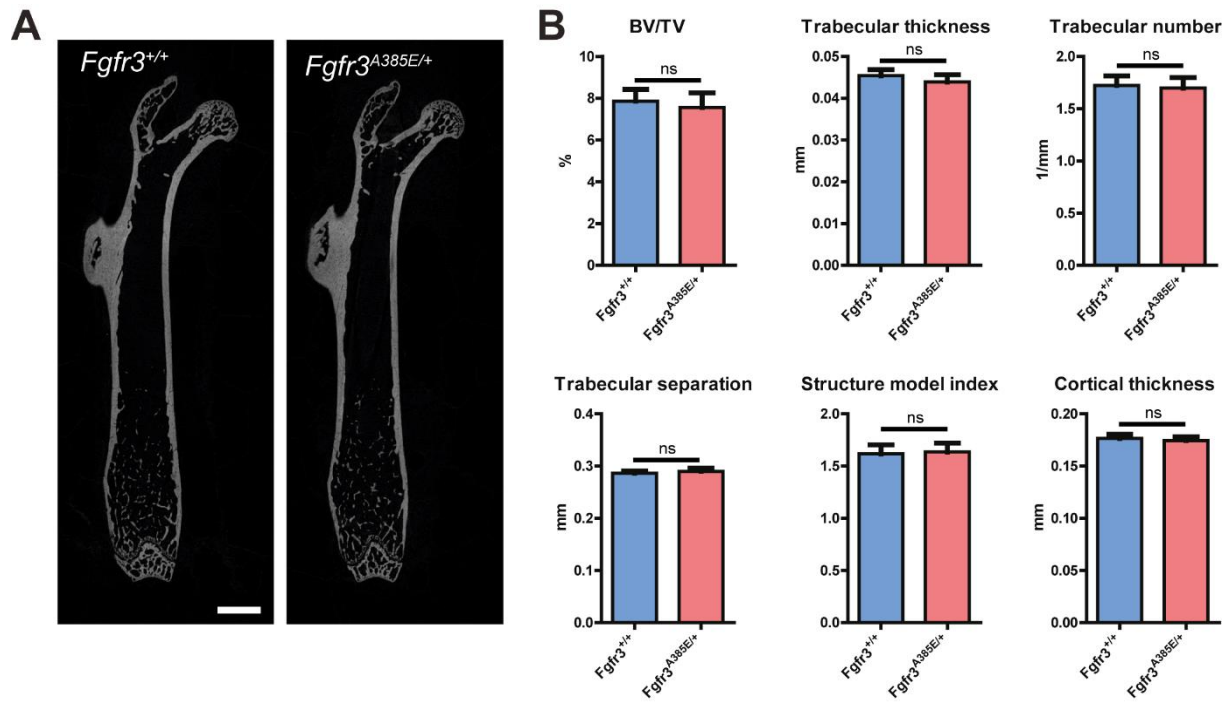 A
Fgfr3+/+
Fgfr3A385E/+
B
BV/TV
10
8
6
4
2
0
%
ns
Fgfr3+/+
Fgfr3A385E/+
Trabecular thickness
0.05
0.04
0.03
0.02
0.01
0.00
mm
ns
Fgfr3+/+
Fgfr3A385E/+
Trabecular number
2.0
1.5
1.0
0.5
0.0
1/mm
ns
Fgfr3+/+
Fgfr3A385E/+
Trabecular separation
0.4
0.3
0.2
0.1
0.0
mm
ns
Fgfr3+/+
Fgfr3A385E/+
Structure model index
2.0
1.5
1.0
0.5
0.0
ns
Fgfr3+/+
Fgfr3A385E/+
Cortical thickness
0.20
0.15
0.10
0.05
0.00
mm
ns
Fgfr3+/+
Fgfr3A385E/+